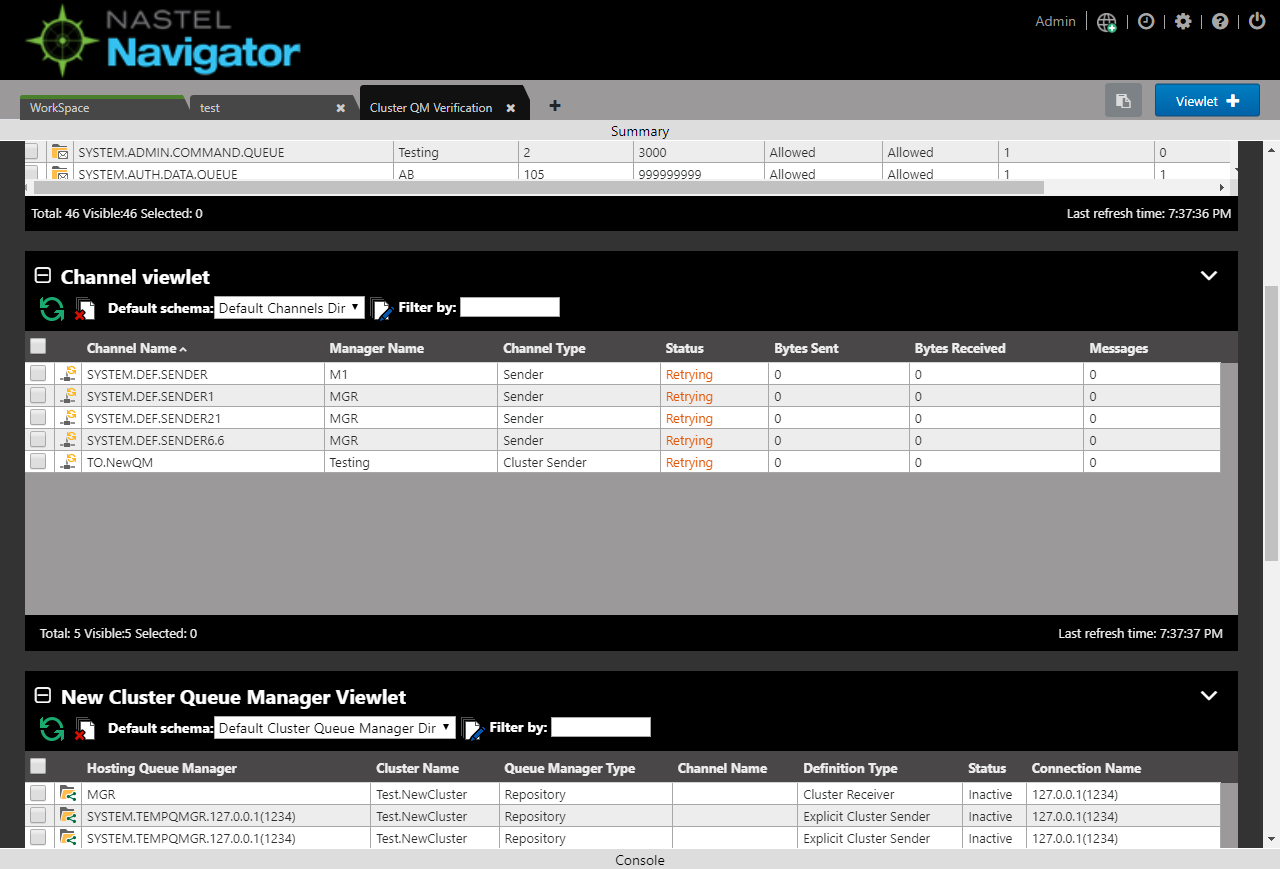 NASTEL
Navigator
Admin
WorkSpace test Cluster QM Verification Viewlet
Summary
SYSTEM.ADMIN.COMMAND.QUEUE Testing 2 3000 Allowed Allowed 1 0
SYSTEM.AUTH.DATA.QUEUE AB 105 999999999 Allowed Allowed 1 1
Total: 46 Visible:46 Selected: 0 Last refresh time: 7:37:36 PM
Channel viewlet
Default schema: Default Channels Dir Filter by:
Channel Name Manager Name Channel Type Status Bytes Sent Bytes Received Messages
SYSTEM.DEF.SENDER M1 Sender Retrying 0 0 0
SYSTEM.DEF.SENDER1 MGR Sender Retrying 0 0 0
SYSTEM.DEF.SENDER21 MGR Sender Retrying 0 0 0
SYSTEM.DEF.SENDER6.6 MGR Sender Retrying 0 0 0
TO.NewQM Testing Cluster Sender Retrying 0 0 0
Total: 5 Visible:5 Selected: 0 Last refresh time: 7:37:37 PM
New Cluster Queue Manager Viewlet
Default schema: Default Cluster Queue Manager Dir Filter by:
Hosting Queue Manager Cluster Name Queue Manager Type Channel Name Definition Type Status Connection Name
MGR Test.NewCluster Repository Cluster Receiver Inactive 127.0.0.1(1234)
SYSTEM.TEMPQMGR.127.0.0.1(1234) Test.NewCluster Repository Explicit Cluster Sender Inactive 127.0.0.1(1234)
SYSTEM.TEMPQMGR.127.0.0.1(1234) Test.NewCluster Repository Explicit Cluster Sender Inactive 127.0.0.1(1234)
Console